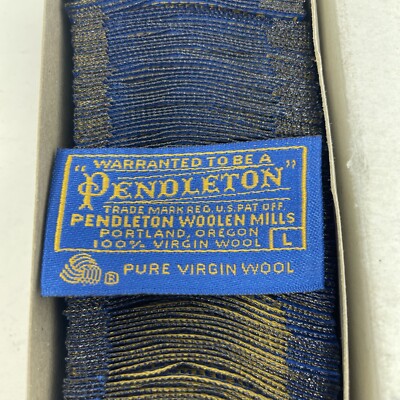 "WARRANTED TO BE A
PENDLETON"
TRADE MARK REG. U.S. PAT OFF
PENDLETON WOOLEN MILLS
PORTLAND, OREGON
100% VIRGIN WOOL L
® PURE VIRGIN WOOL